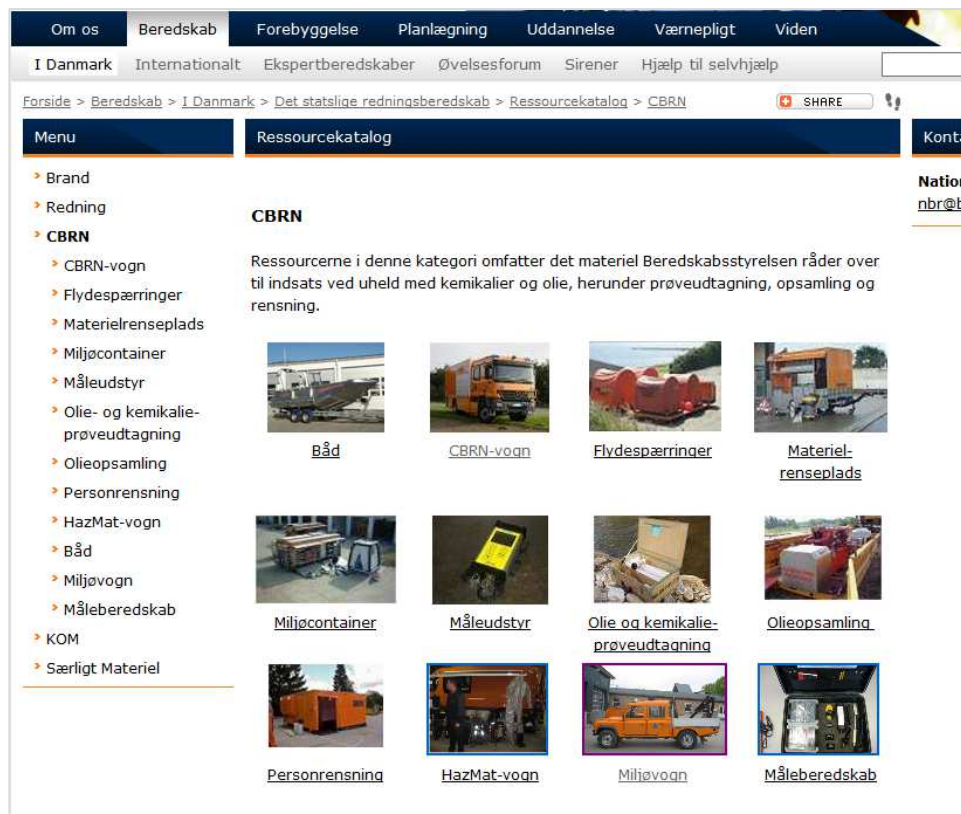 Om os Beredskab Forebyggelse Planlægning Uddannelse Værnepligt Viden
I Danmark Internationalt Ekspertberedskaber Øvelsesforum Sirener Hjælp til selvhjælp
Forside > Beredskab > I Danmark > Det statslige redningsberedskab > Ressourcekatalog > CBRN
SHARE
Menu
Brand
Redning
CBRN
CBRN-vogn
Flydespærringer
Materielrenseplads
Miljøcontainer
Måleudstyr
Olie- og kemikalie-
prøveudtagning
Olieopsamling
Personrensning
HazMat-vogn
Båd
Miljøvogn
Måleberedskab
KOM
Særligt Materiel
Ressourcekatalog
CBRN
Ressourcerne i denne kategori omfatter det materiel Beredskabsstyrelsen råder over
til indsats ved uheld med kemikalier og olie, herunder prøveudtagning, opsamling og
rensning.
Båd CBRN-vogn Flydespærringer Materiel-
renseplads
Miljøcontainer Måleudstyr Olie og kemikalie-
prøveudtagning Olieopsamling
Personrensning HazMat-vogn Miljøvogn Måleberedskab